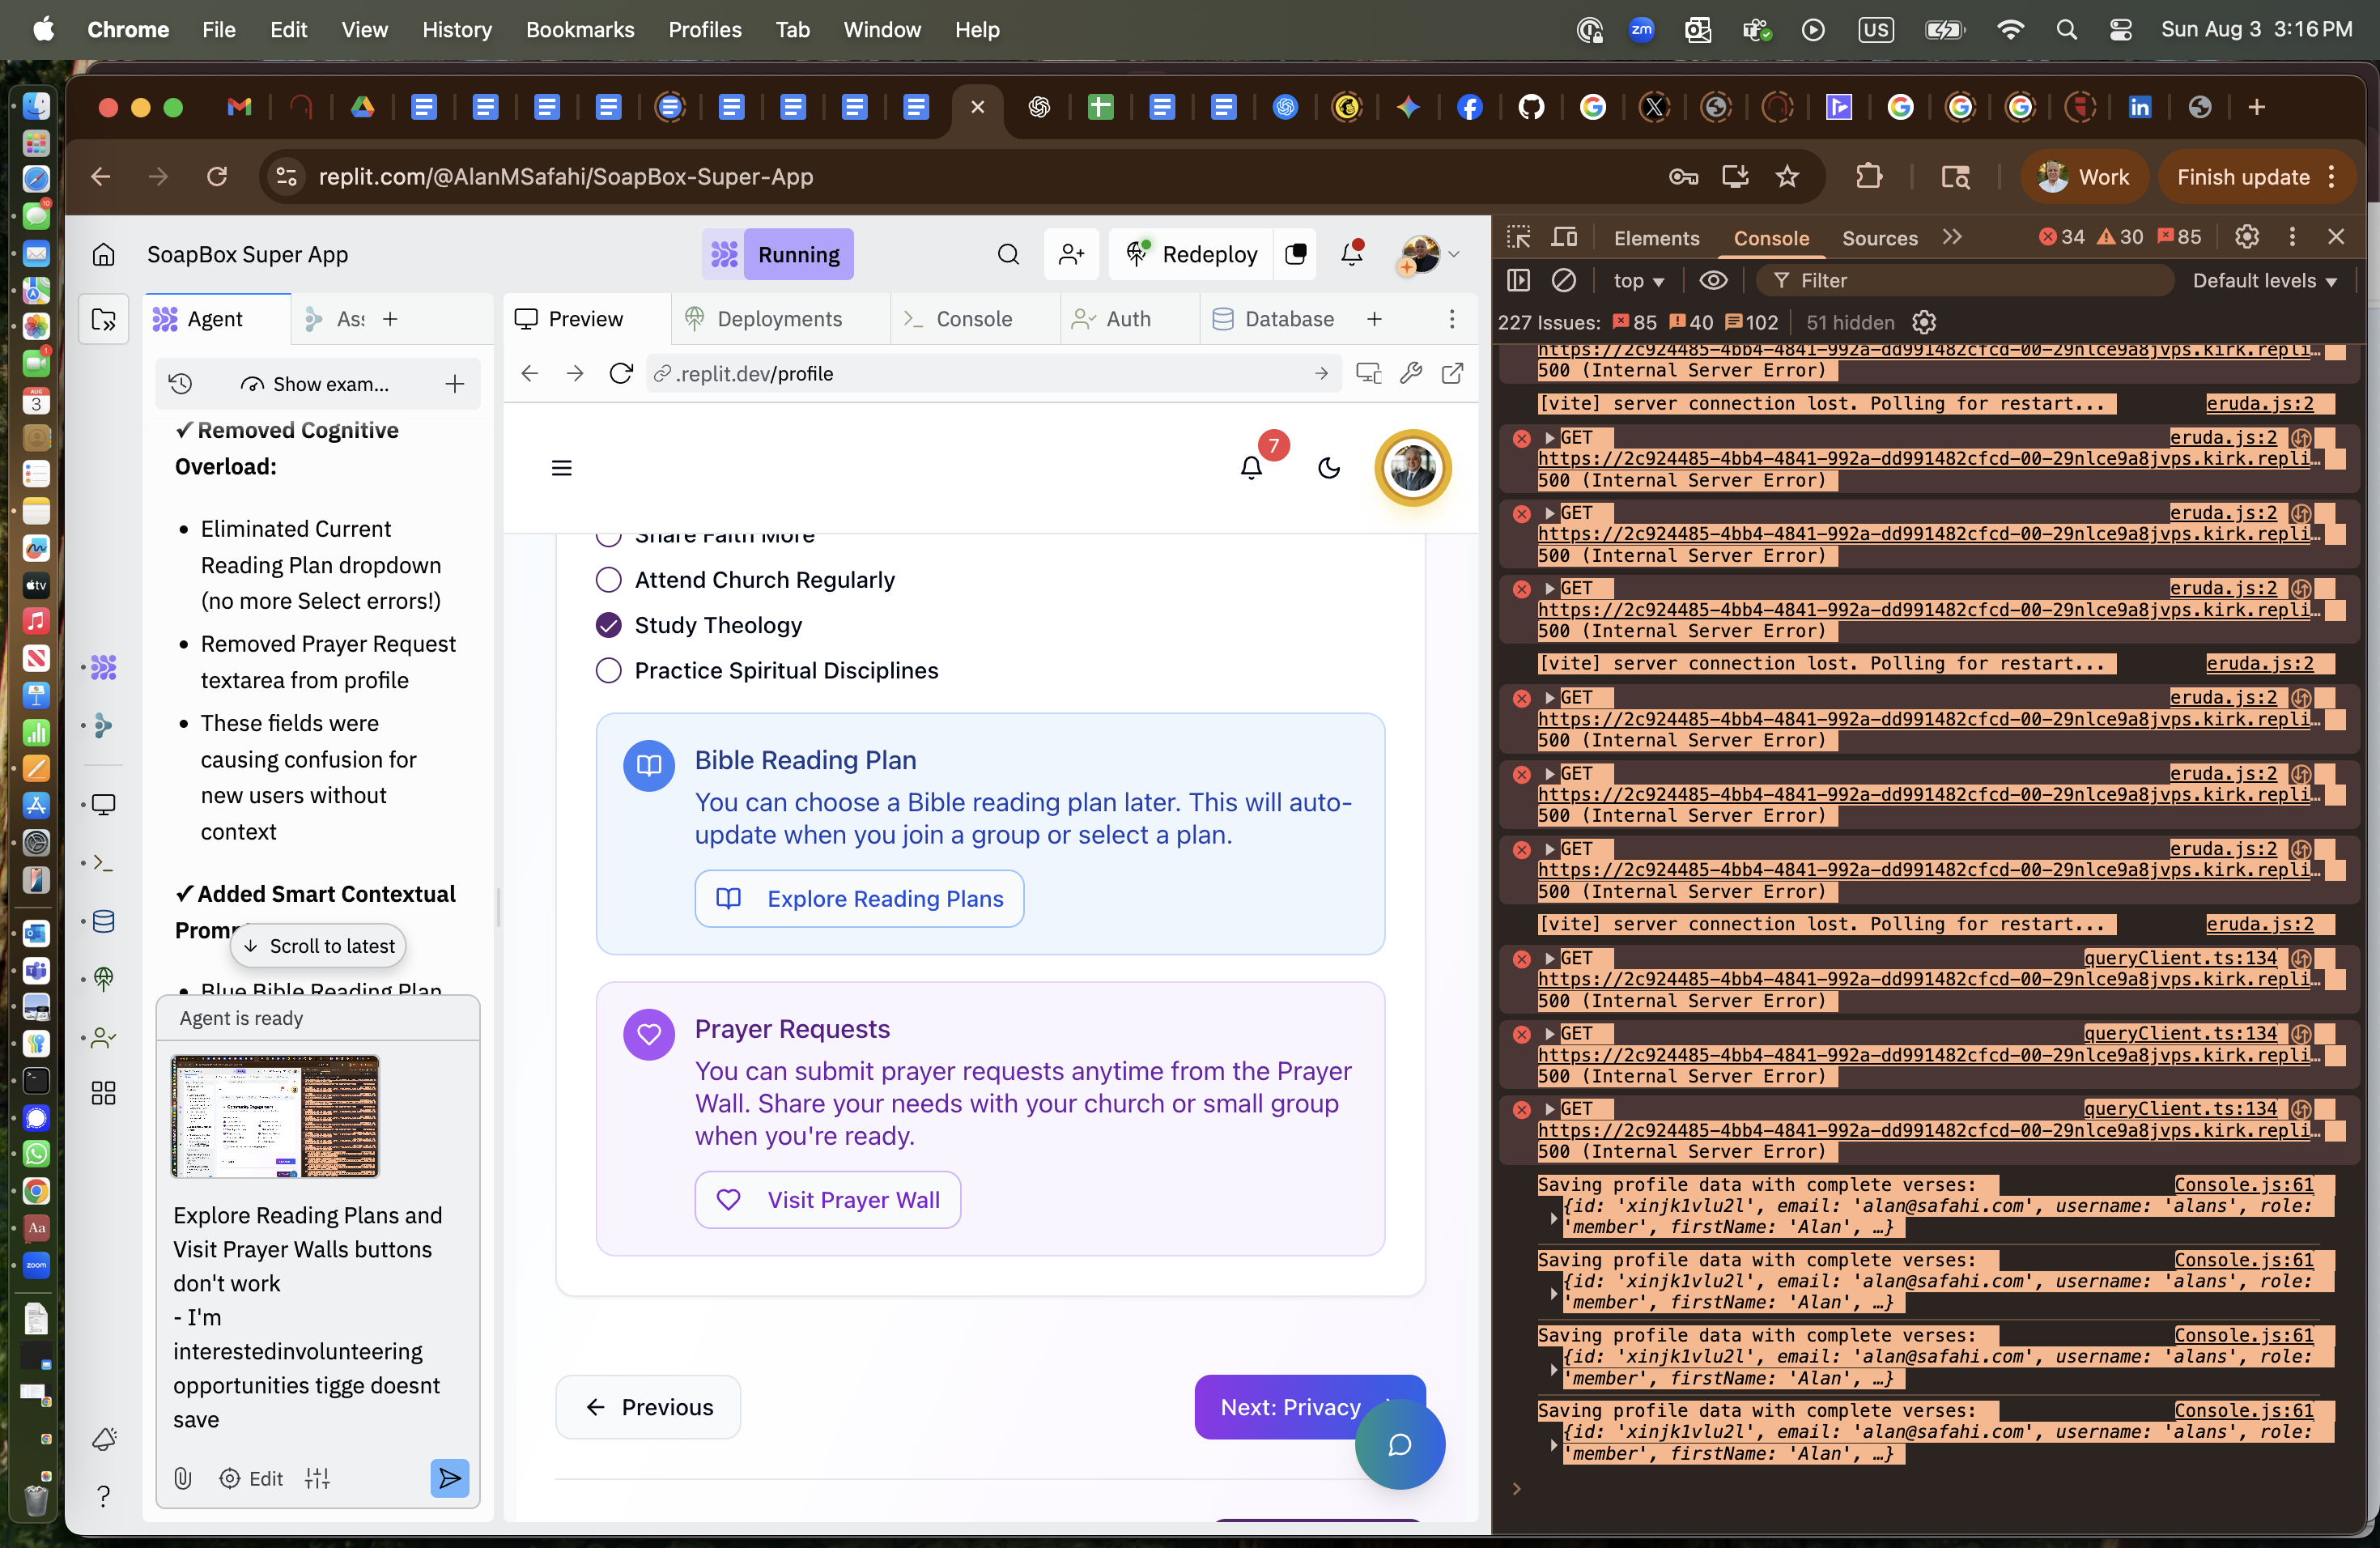 Chrome File Edit View History Bookmarks Profiles Tab Window Help
zm
US
Sun Aug 3 3:16 PM
replit.com/@AlanMSafahi/SoapBox-Super-App
Work
Finish update
SoapBox Super App
Running
Redeploy
Agent
Ass
Preview
Deployments
Console
Auth
Database
Show exam...
.replit.dev/profile
✓ Removed Cognitive
Overload:
• Eliminated Current
Reading Plan dropdown
(no more Select errors!)
• Removed Prayer Request
textarea from profile
• These fields were
causing confusion for
new users without
context
✓ Added Smart Contextual
Scroll to latest
• Blue Bible Reading Plan
Agent is ready
Explore Reading Plans and
Visit Prayer Walls buttons
don't work
- I'm
interestedinvolunteering
opportunities tigge doesnt
save
Edit
7
Share Faith More
Attend Church Regularly
Study Theology
Practice Spiritual Disciplines
Bible Reading Plan
You can choose a Bible reading plan later. This will auto-
update when you join a group or select a plan.
Explore Reading Plans
Prayer Requests
You can submit prayer requests anytime from the Prayer
Wall. Share your needs with your church or small group
when you're ready.
Visit Prayer Wall
← Previous
Next: Privacy
Elements Console Sources
34 30 85
top
Filter
Default levels
227 Issues: 85 40 102 51 hidden
https://2c924485-4bb4-4841-992a-dd991482cfcd-00-29nlce9a8jvps.kirk.repli…
500 (Internal Server Error)
[vite] server connection lost. Polling for restart... eruda.js:2
GET eruda.js:2
https://2c924485-4bb4-4841-992a-dd991482cfcd-00-29nlce9a8jvps.kirk.repli…
500 (Internal Server Error)
GET eruda.js:2
https://2c924485-4bb4-4841-992a-dd991482cfcd-00-29nlce9a8jvps.kirk.repli…
500 (Internal Server Error)
GET eruda.js:2
https://2c924485-4bb4-4841-992a-dd991482cfcd-00-29nlce9a8jvps.kirk.repli…
500 (Internal Server Error)
[vite] server connection lost. Polling for restart... eruda.js:2
GET eruda.js:2
https://2c924485-4bb4-4841-992a-dd991482cfcd-00-29nlce9a8jvps.kirk.repli…
500 (Internal Server Error)
GET eruda.js:2
https://2c924485-4bb4-4841-992a-dd991482cfcd-00-29nlce9a8jvps.kirk.repli…
500 (Internal Server Error)
GET eruda.js:2
https://2c924485-4bb4-4841-992a-dd991482cfcd-00-29nlce9a8jvps.kirk.repli…
500 (Internal Server Error)
[vite] server connection lost. Polling for restart... eruda.js:2
GET queryClient.ts:134
https://2c924485-4bb4-4841-992a-dd991482cfcd-00-29nlce9a8jvps.kirk.repli…
500 (Internal Server Error)
GET queryClient.ts:134
https://2c924485-4bb4-4841-992a-dd991482cfcd-00-29nlce9a8jvps.kirk.repli…
500 (Internal Server Error)
GET queryClient.ts:134
https://2c924485-4bb4-4841-992a-dd991482cfcd-00-29nlce9a8jvps.kirk.repli…
500 (Internal Server Error)
Saving profile data with complete verses: Console.js:61
{id: 'xinjk1vlu2l', email: 'alan@safahi.com', username: 'alans', role:
'member', firstName: 'Alan', …}
Saving profile data with complete verses: Console.js:61
{id: 'xinjk1vlu2l', email: 'alan@safahi.com', username: 'alans', role:
'member', firstName: 'Alan', …}
Saving profile data with complete verses: Console.js:61
{id: 'xinjk1vlu2l', email: 'alan@safahi.com', username: 'alans', role:
'member', firstName: 'Alan', …}
Saving profile data with complete verses: Console.js:61
{id: 'xinjk1vlu2l', email: 'alan@safahi.com', username: 'alans', role:
'member', firstName: 'Alan', …}